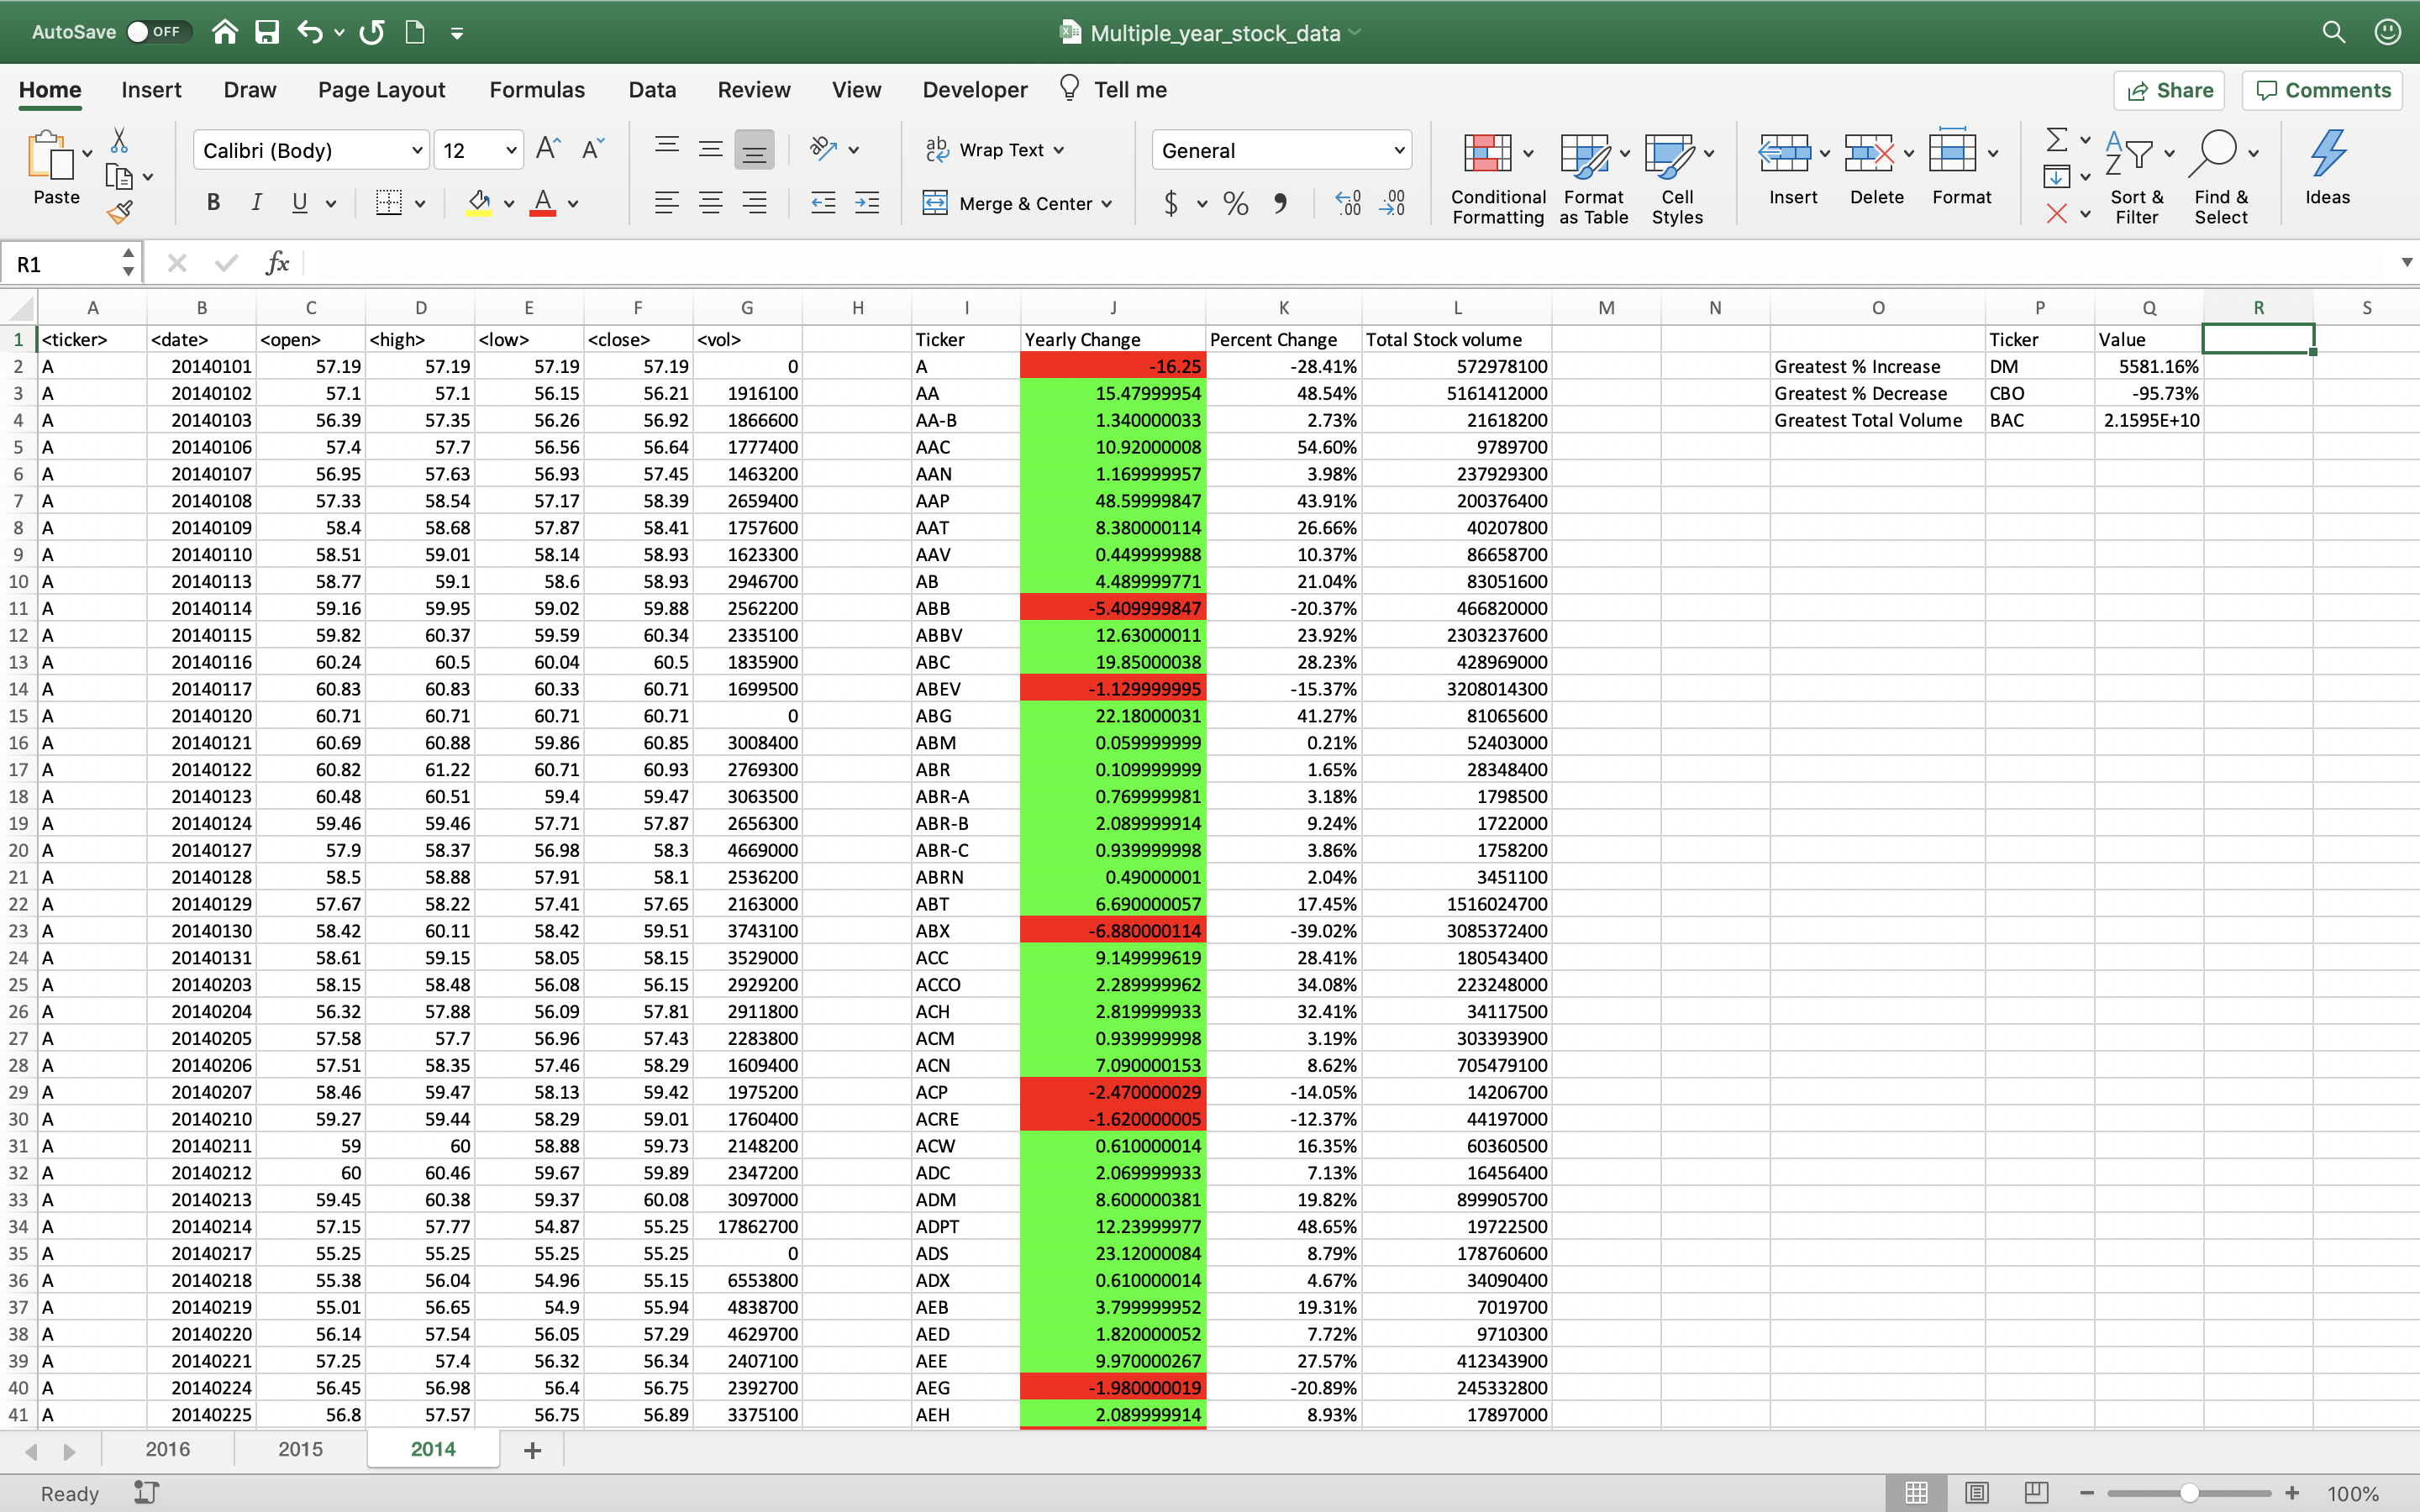 AutoSave OFF Multiple_year_stock_data
Home Insert Draw Page Layout Formulas Data Review View Developer Tell me Share Comments
Paste Calibri (Body) 12 A A Wrap Text General Conditional Formatting Format as Table Cell Styles Insert Delete Format Sort & Filter Find & Select Ideas
B I U A Merge & Center $ % .00 .0 .00 .0
R1 fx
A B C D E F G H I J K L M N O P Q R S
1 <ticker> <date> <open> <high> <low> <close> <vol> Ticker Yearly Change Percent Change Total Stock volume Ticker Value
2 A 20140101 57.19 57.19 57.19 57.19 0 A -16.25 -28.41% 572978100 Greatest % Increase DM 5581.16%
3 A 20140102 57.1 57.1 56.15 56.21 1916100 AA 15.47999954 48.54% 5161412000 Greatest % Decrease CBO -95.73%
4 A 20140103 56.39 57.35 56.26 56.92 1866600 AA-B 1.340000033 2.73% 21618200 Greatest Total Volume BAC 2.1595E+10
5 A 20140106 57.4 57.7 56.56 56.64 1777400 AAC 10.92000008 54.60% 9789700
6 A 20140107 56.95 57.63 56.93 57.45 1463200 AAN 1.169999957 3.98% 237929300
7 A 20140108 57.33 58.54 57.17 58.39 2659400 AAP 48.59999847 43.91% 200376400
8 A 20140109 58.4 58.68 57.87 58.41 1757600 AAT 8.380000114 26.66% 40207800
9 A 20140110 58.51 59.01 58.14 58.93 1623300 AAV 0.449999988 10.37% 86658700
10 A 20140113 58.77 59.1 58.6 58.93 2946700 AB 4.489999771 21.04% 83051600
11 A 20140114 59.16 59.95 59.02 59.88 2562200 ABB -5.409999847 -20.37% 466820000
12 A 20140115 59.82 60.37 59.59 60.34 2335100 ABBV 12.63000011 23.92% 2303237600
13 A 20140116 60.24 60.5 60.04 60.5 1835900 ABC 19.85000038 28.23% 428969000
14 A 20140117 60.83 60.83 60.33 60.71 1699500 ABEV -1.129999995 -15.37% 3208014300
15 A 20140120 60.71 60.71 60.71 60.71 0 ABG 22.18000031 41.27% 81065600
16 A 20140121 60.69 60.88 59.86 60.85 3008400 ABM 0.059999999 0.21% 52403000
17 A 20140122 60.82 61.22 60.71 60.93 2769300 ABR 0.109999999 1.65% 28348400
18 A 20140123 60.48 60.51 59.4 59.47 3063500 ABR-A 0.769999981 3.18% 1798500
19 A 20140124 59.46 59.46 57.71 57.87 2656300 ABR-B 2.089999914 9.24% 1722000
20 A 20140127 57.9 58.37 56.98 58.3 4669000 ABR-C 0.939999998 3.86% 1758200
21 A 20140128 58.5 58.88 57.91 58.1 2536200 ABRN 0.49000001 2.04% 3451100
22 A 20140129 57.67 58.22 57.41 57.65 2163000 ABT 6.690000057 17.45% 1516024700
23 A 20140130 58.42 60.11 58.42 59.51 3743100 ABX -6.880000114 -39.02% 3085372400
24 A 20140131 58.61 59.15 58.05 58.15 3529000 ACC 9.149999619 28.41% 180543400
25 A 20140203 58.15 58.48 56.08 56.15 2929200 ACCO 2.289999962 34.08% 223248000
26 A 20140204 56.32 57.88 56.09 57.81 2911800 ACH 2.819999933 32.41% 34117500
27 A 20140205 57.58 57.7 56.96 57.43 2283800 ACM 0.939999998 3.19% 303393900
28 A 20140206 57.51 58.35 57.46 58.29 1609400 ACN 7.090000153 8.62% 705479100
29 A 20140207 58.46 59.47 58.13 59.42 1975200 ACP -2.470000029 -14.05% 14206700
30 A 20140210 59.27 59.44 58.29 59.01 1760400 ACRE -1.620000005 -12.37% 44197000
31 A 20140211 59 60 58.88 59.73 2148200 ACW 0.610000014 16.35% 60360500
32 A 20140212 60 60.46 59.67 59.89 2347200 ADC 2.069999933 7.13% 16456400
33 A 20140213 59.45 60.38 59.37 60.08 3097000 ADM 8.600000381 19.82% 899905700
34 A 20140214 57.15 57.77 54.87 55.25 17862700 ADPT 12.23999977 48.65% 19722500
35 A 20140217 55.25 55.25 55.25 55.25 0 ADS 23.12000084 8.79% 178760600
36 A 20140218 55.38 56.04 54.96 55.15 6553800 ADX 0.610000014 4.67% 34090400
37 A 20140219 55.01 56.65 54.9 55.94 4838700 AEB 3.799999952 19.31% 7019700
38 A 20140220 56.14 57.54 56.05 57.29 4629700 AED 1.820000052 7.72% 9710300
39 A 20140221 57.25 57.4 56.32 56.34 2407100 AEE 9.970000267 27.57% 412343900
40 A 20140224 56.45 56.98 56.4 56.75 2392700 AEG -1.980000019 -20.89% 245332800
41 A 20140225 56.8 57.57 56.75 56.89 3375100 AEH 2.089999914 8.93% 17897000
2016 2015 2014 +
Ready 100%